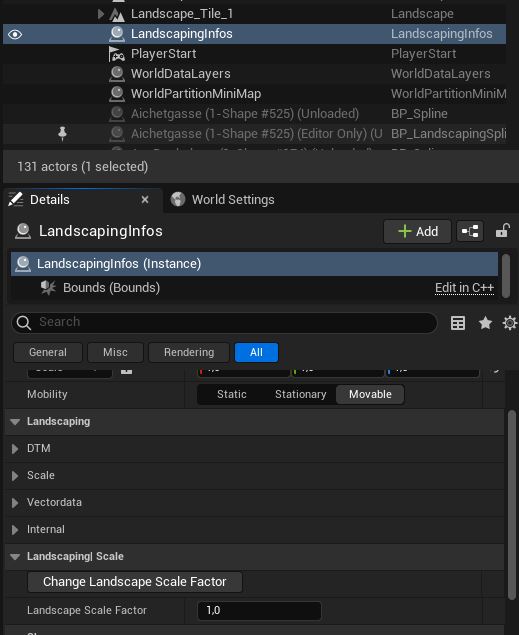 Landscape_Tile_1 Landscape
LandscapingInfos LandscapingInfos
PlayerStart PlayerStart
WorldDataLayers WorldDataLayers
WorldPartitionMiniMap WorldPartitionMiniM
Aichetgasse (1-Shape #525) (Unloaded) BP_Spline
Aichetgasse (1-Shape #525) (Editor Only) (U BP_LandscapingSpli
131 actors (1 selected)
Details × World Settings
LandscapingInfos + Add
LandscapingInfos (Instance)
Bounds (Bounds) Edit in C++
Search
General Misc Rendering All
Mobility Static Stationary Movable
Landscaping
DTM
Scale
Vectordata
Internal
Landscaping| Scale
Change Landscape Scale Factor
Landscape Scale Factor 1,0